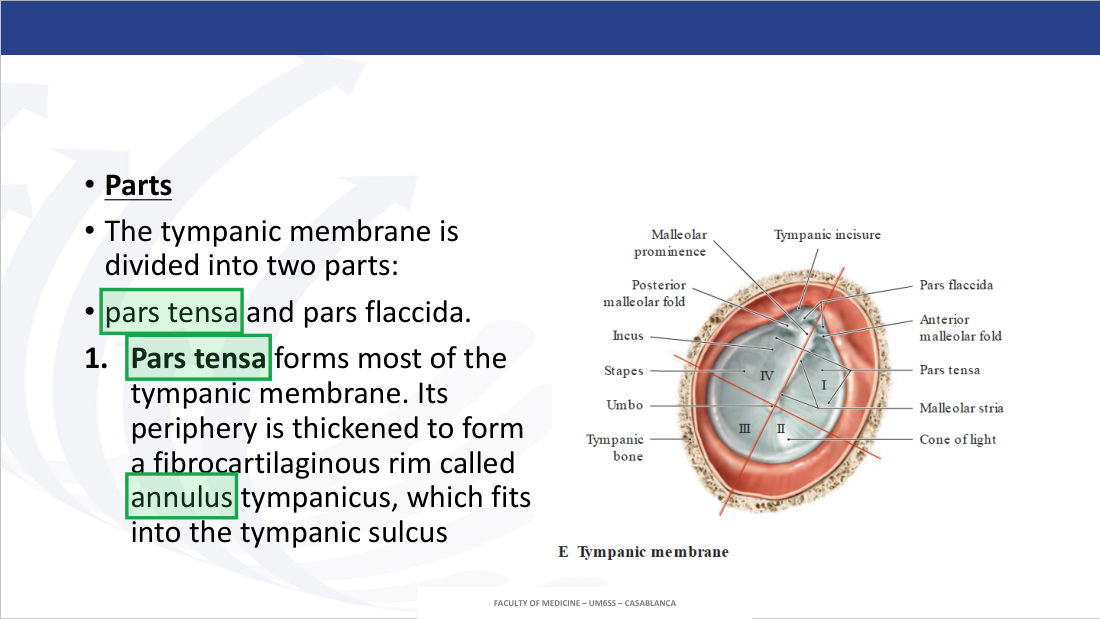 • Parts
• The tympanic membrane is
divided into two parts:
• pars tensa and pars flaccida.
1. Pars tensa forms most of the
tympanic membrane. Its
periphery is thickened to form
a fibrocartilaginous rim called
annulus tympanicus, which fits
into the tympanic sulcus
Malleolar
prominence
Tympanic incisure
Posterior
malleolar fold
Pars flaccida
Incus
Anterior
malleolar fold
Stapes
Pars tensa
Umbo
Malleolar stria
Tympanic
bone
Cone of light
IV
I
III
II
E Tympanic membrane
FACULTY OF MEDICINE – UM6SS – CASABLANCA